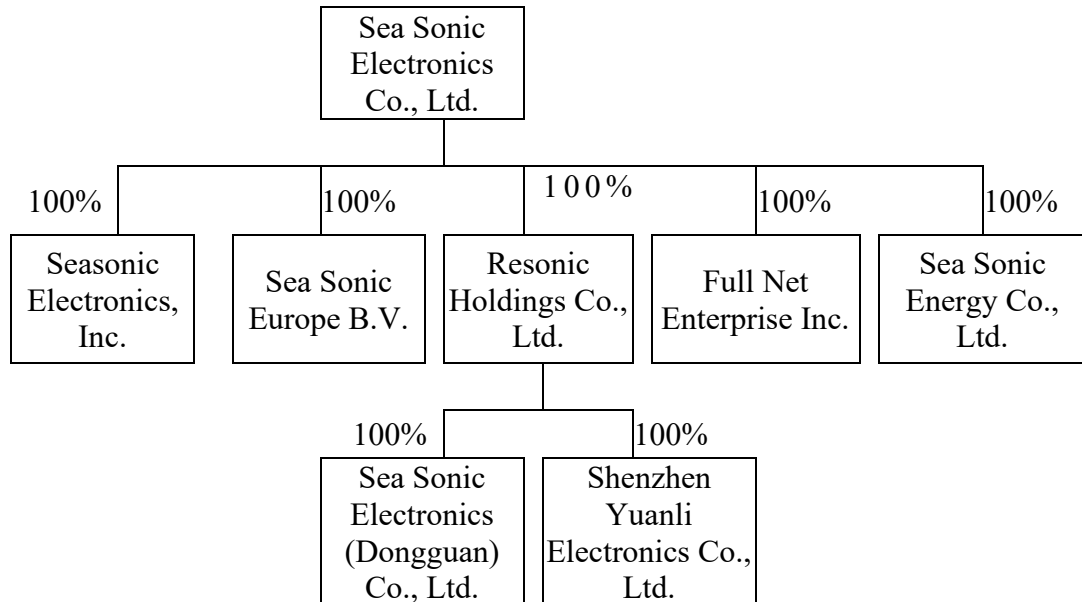 Sea Sonic
Electronics
Co., Ltd.
100%
100%
100%
100%
100%
Seasonic
Electronics,
Inc.
Sea Sonic
Europe B.V.
Resonic
Holdings Co.,
Ltd.
Full Net
Enterprise Inc.
Sea Sonic
Energy Co.,
Ltd.
100%
100%
Sea Sonic
Electronics
(Dongguan)
Co., Ltd.
Shenzhen
Yuanli
Electronics Co.,
Ltd.